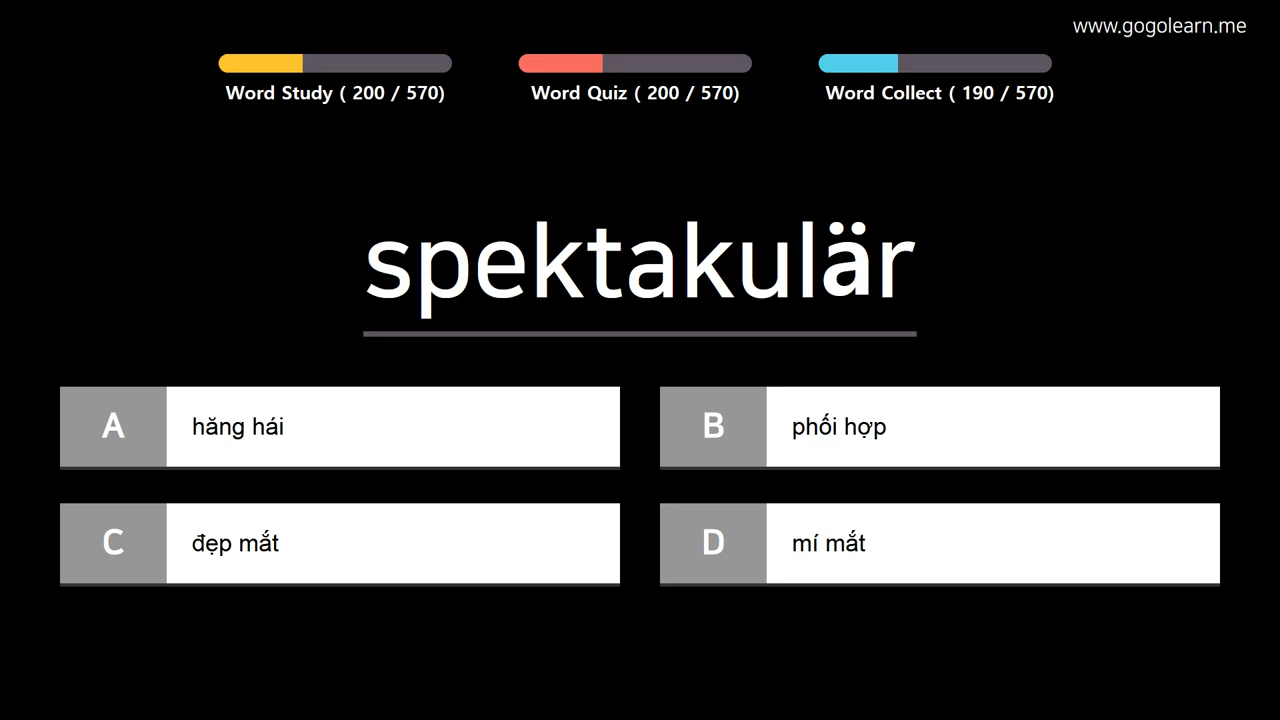 www.gogolearn.me
Word Study ( 200 / 570)
Word Quiz ( 200 / 570)
Word Collect ( 190 / 570)
spektakulär
A
hăng hái
B
phối hợp
C
đẹp mắt
D
mí mắt